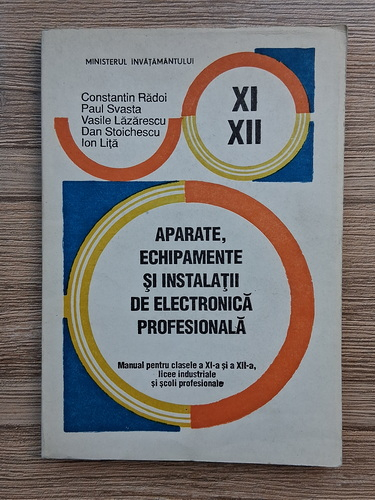 MINISTERUL ÎNVĂŢĂMÂNTULUI
Constantin Rădoi
Paul Svasta
Vasile Lăzărescu
Dan Stoichescu
Ion Liţă
XI
XII
APARATE,
ECHIPAMENTE
ŞI INSTALAŢII
DE ELECTRONICĂ
PROFESIONALĂ
Manual pentru clasele a XI-a şi a XII-a,
licee industriale
şi şcoli profesionale